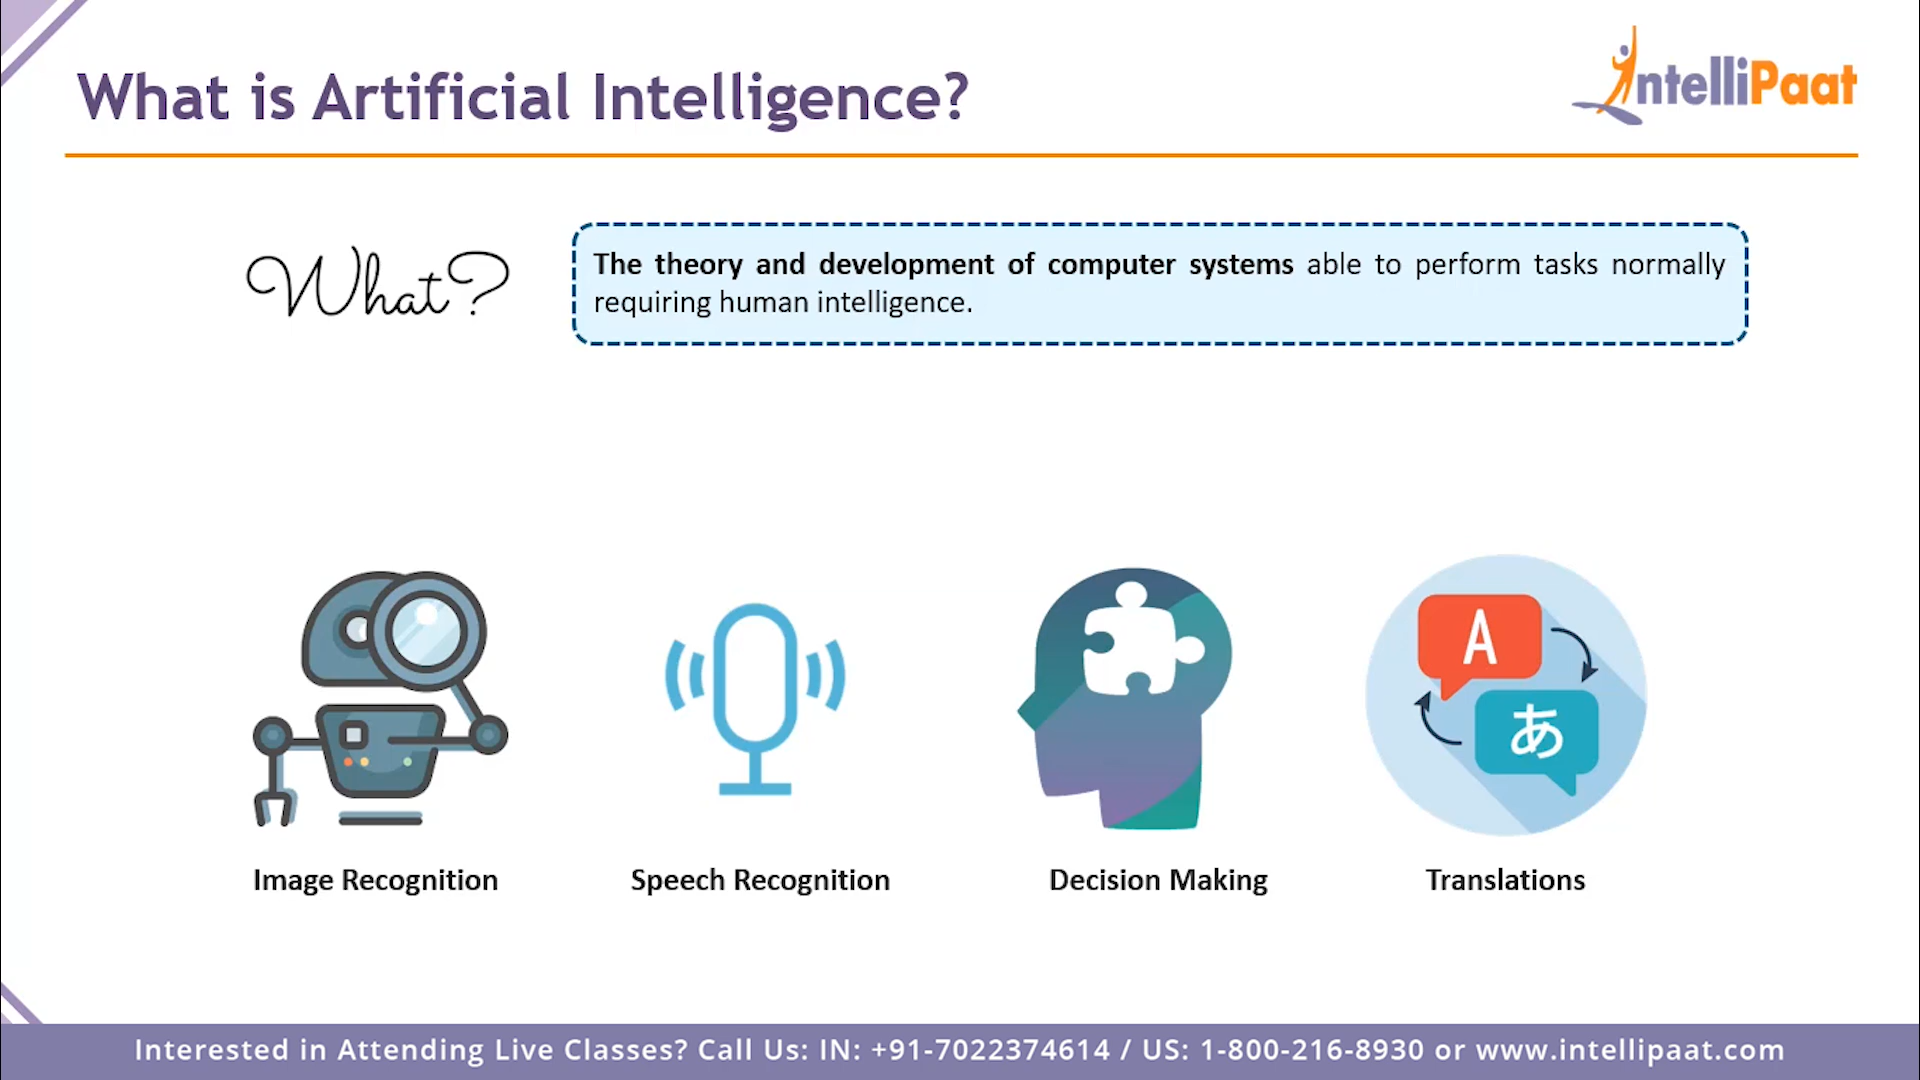 What is Artificial Intelligence?
IntelliPaat
What?
The theory and development of computer systems able to perform tasks normally
requiring human intelligence.
A
あ
Image Recognition
Speech Recognition
Decision Making
Translations
Interested in Attending Live Classes? Call Us: IN: +91-7022374614 / US: 1-800-216-8930 or www.intellipaat.com